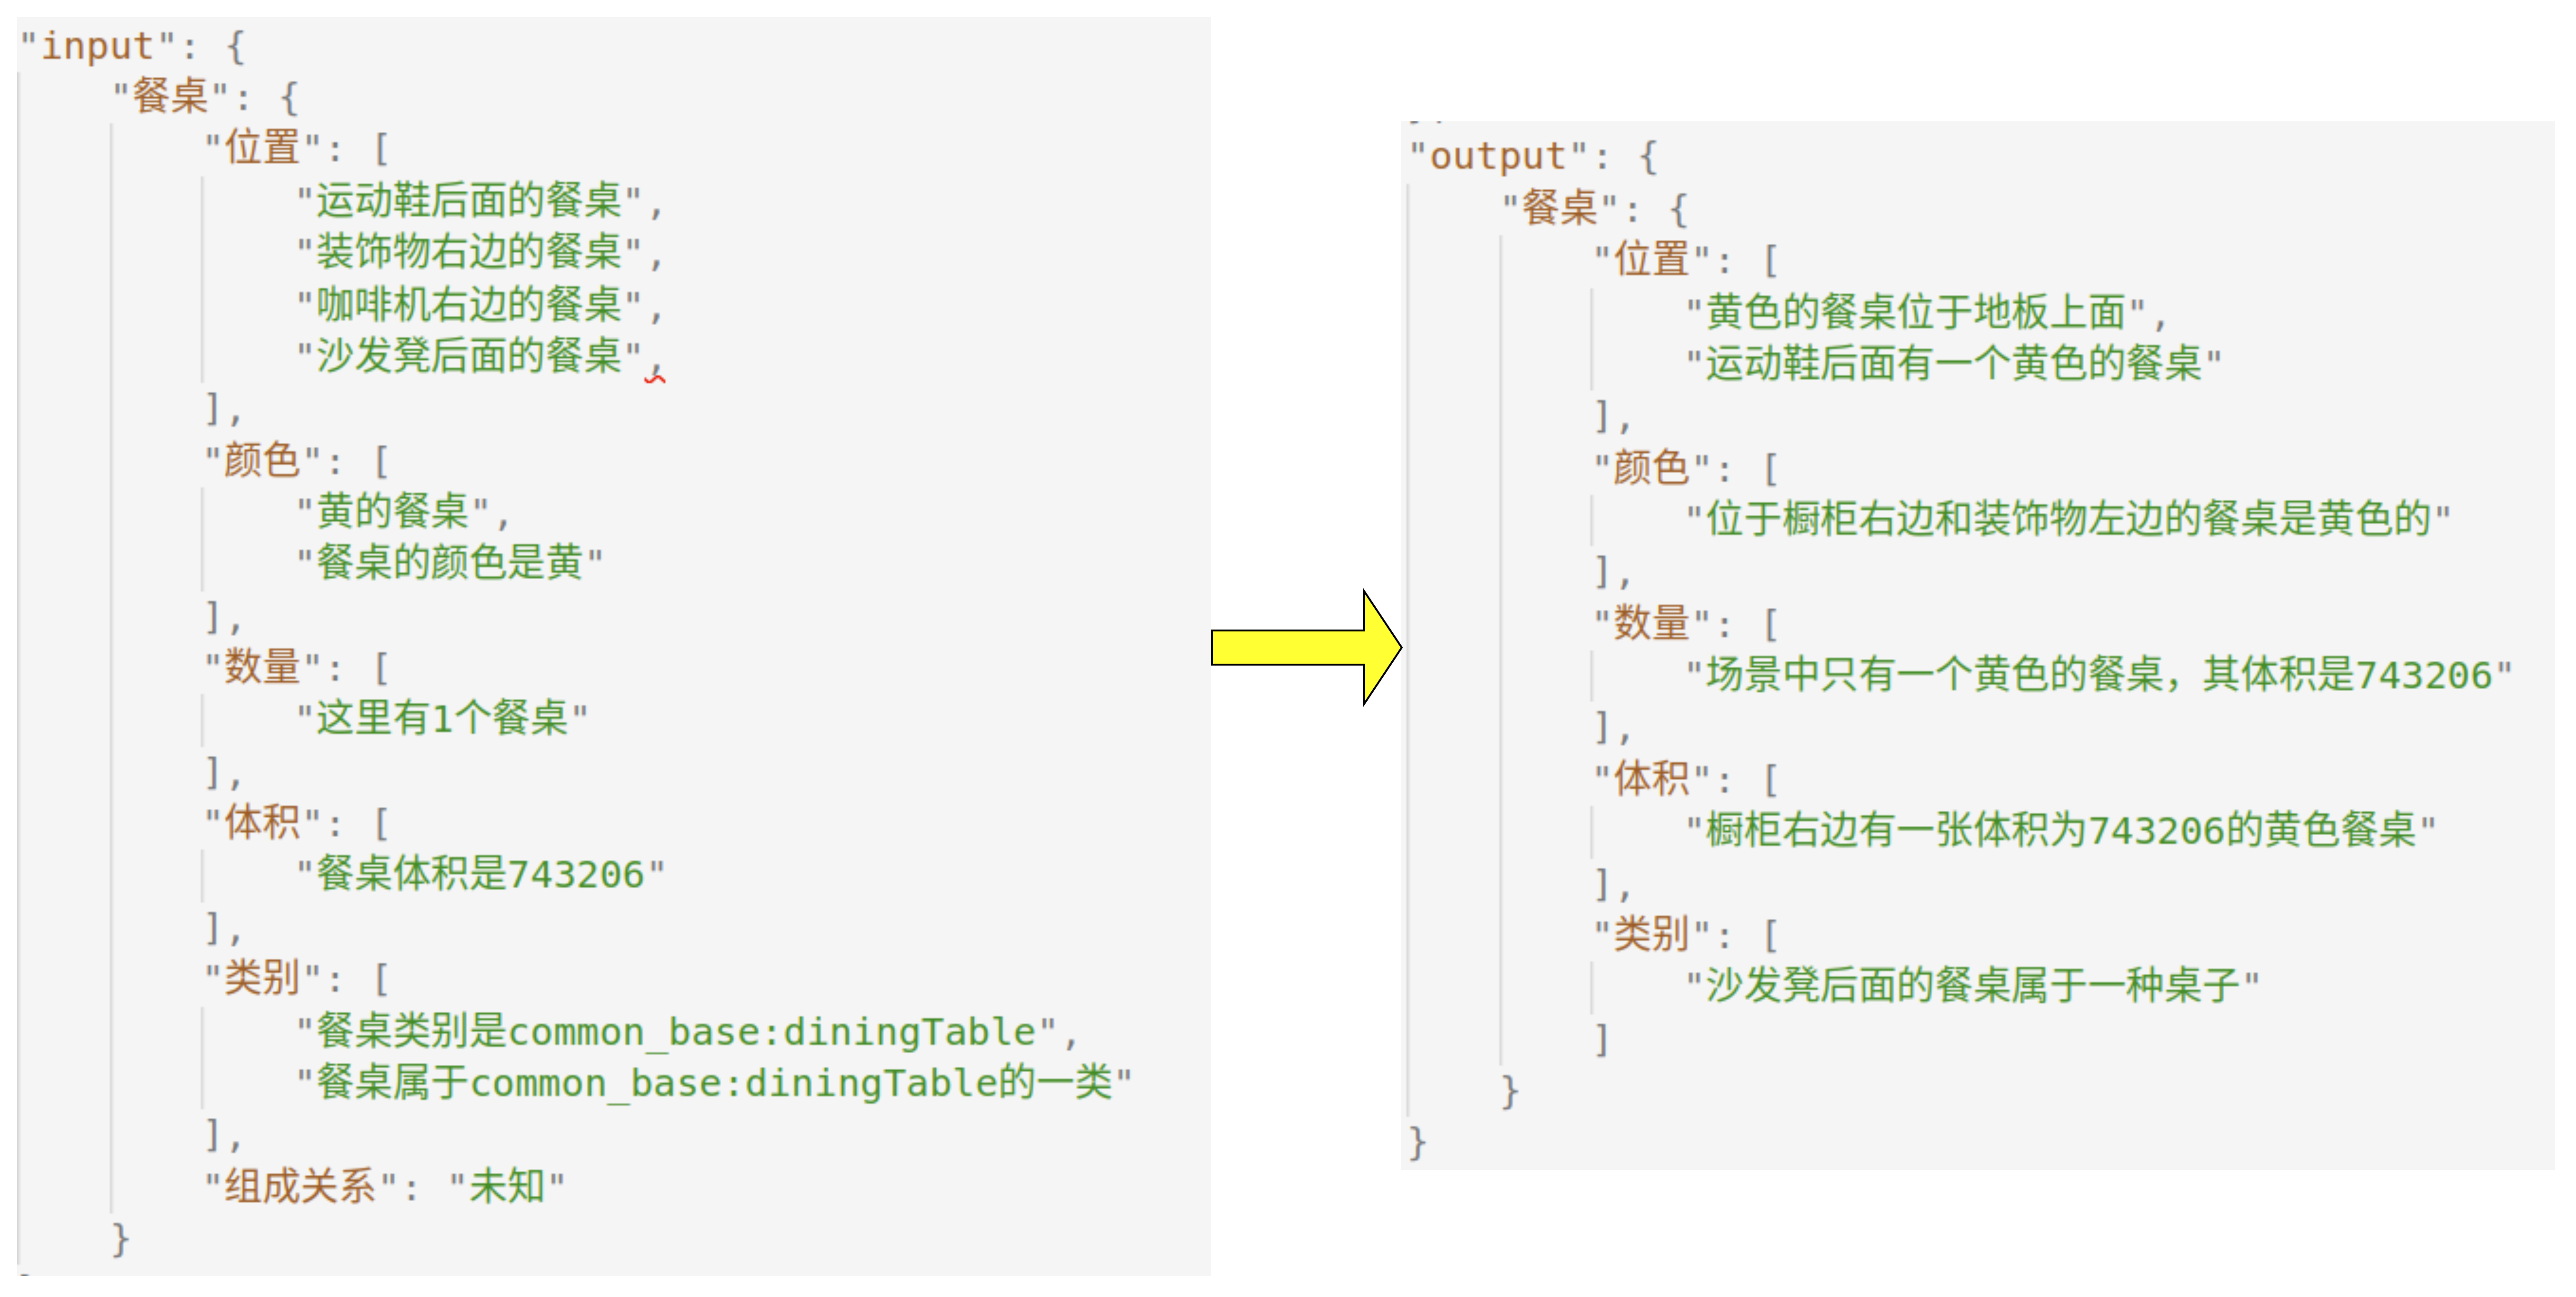 "input": {
"餐桌": {
"位置": [
"运动鞋后面的餐桌",
"装饰物右边的餐桌",
"咖啡机右边的餐桌",
"沙发凳后面的餐桌",
],
"颜色": [
"黄的餐桌",
"餐桌的颜色是黄"
],
"数量": [
"这里有1个餐桌"
],
"体积": [
"餐桌体积是743206"
],
"类别": [
"餐桌类别是common_base:diningTable",
"餐桌属于common_base:diningTable的一类"
],
"组成关系": "未知"
}
"output": {
"餐桌": {
"位置": [
"黄色的餐桌位于地板上面",
"运动鞋后面有一个黄色的餐桌"
],
"颜色": [
"位于橱柜右边和装饰物左边的餐桌是黄色的"
],
"数量": [
"场景中只有一个黄色的餐桌，其体积是743206"
],
"体积": [
"橱柜右边有一张体积为743206的黄色餐桌"
],
"类别": [
"沙发凳后面的餐桌属于一种桌子"
]
}
}